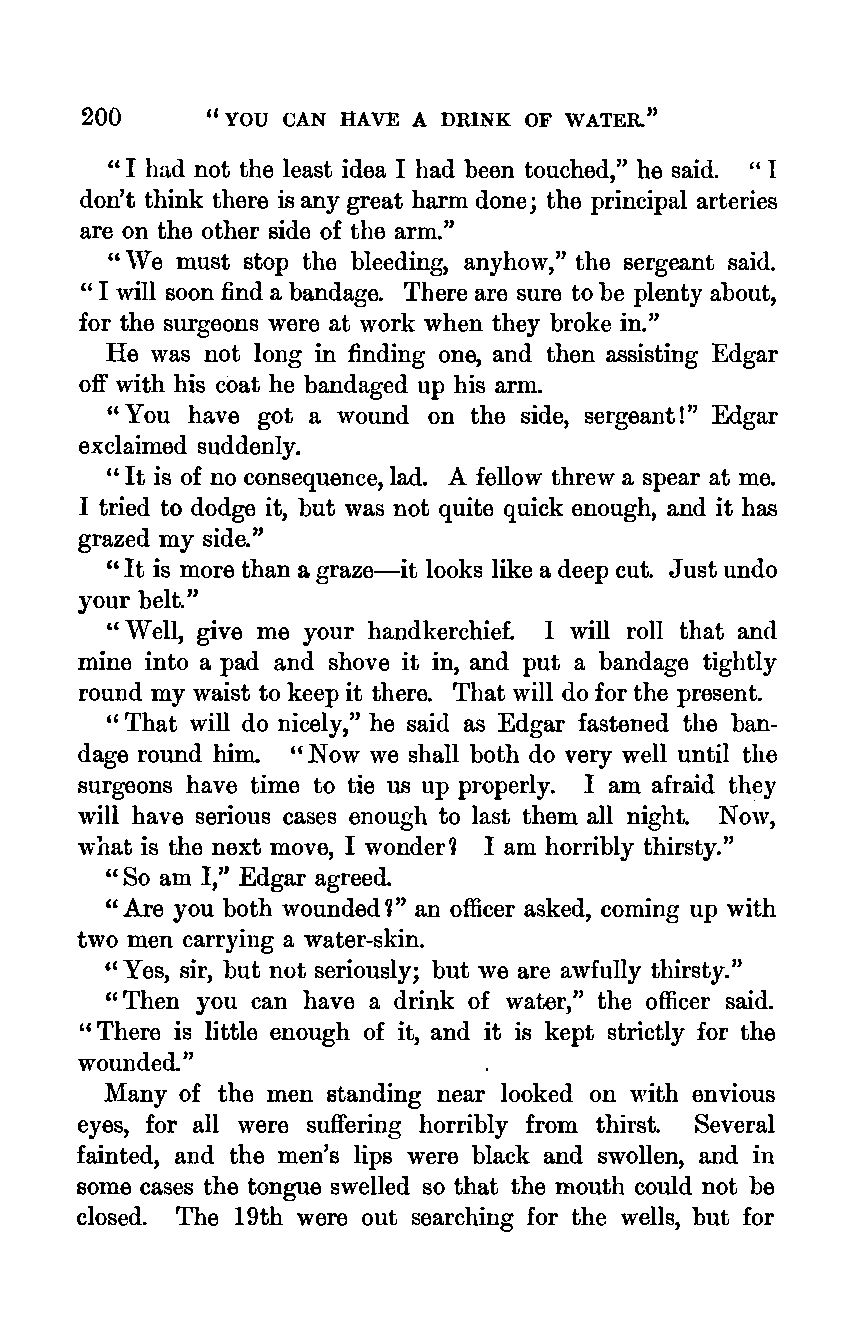 200 "YOU CAN HAVE A DRINK OF WATER."
"I had not the least idea I had been touched," he said. "I
don't think there is any great harm done; the principal arteries
are on the other side of the arm."
"We must stop the bleeding, anyhow," the sergeant said.
"I will soon find a bandage. There are sure to be plenty about,
for the surgeons were at work when they broke in."
He was not long in finding one, and then assisting Edgar
off with his coat he bandaged up his arm.
"You have got a wound on the side, sergeant!" Edgar
exclaimed suddenly.
"It is of no consequence, lad. A fellow threw a spear at me.
I tried to dodge it, but was not quite quick enough, and it has
grazed my side."
"It is more than a graze—it looks like a deep cut. Just undo
your belt."
"Well, give me your handkerchief. I will roll that and
mine into a pad and shove it in, and put a bandage tightly
round my waist to keep it there. That will do for the present.
"That will do nicely," he said as Edgar fastened the ban-
dage round him. "Now we shall both do very well until the
surgeons have time to tie us up properly. I am afraid they
will have serious cases enough to last them all night. Now,
what is the next move, I wonder? I am horribly thirsty."
"So am I," Edgar agreed.
"Are you both wounded?" an officer asked, coming up with
two men carrying a water-skin.
"Yes, sir, but not seriously; but we are awfully thirsty."
"Then you can have a drink of water," the officer said.
"There is little enough of it, and it is kept strictly for the
wounded."
Many of the men standing near looked on with envious
eyes, for all were suffering horribly from thirst. Several
fainted, and the men's lips were black and swollen, and in
some cases the tongue swelled so that the mouth could not be
closed. The 19th were out searching for the wells, but for